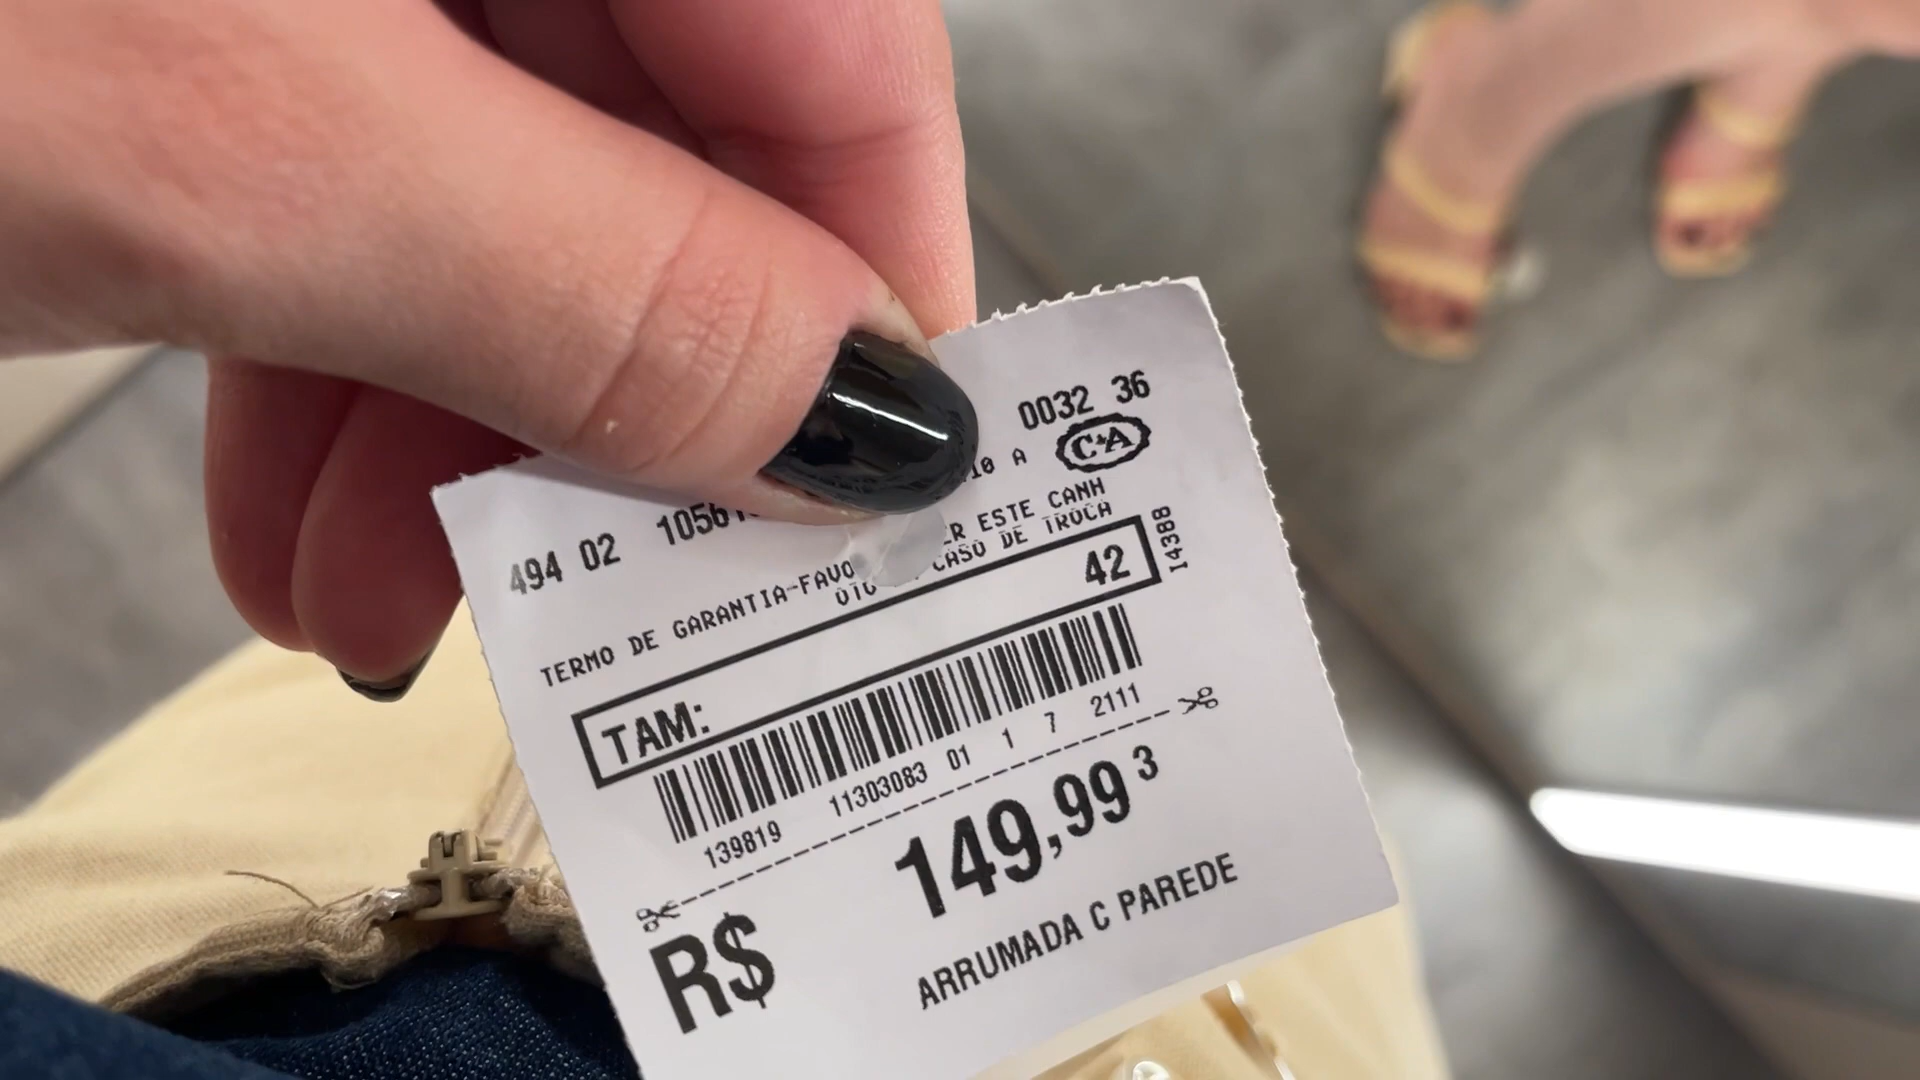 0032 36
494 02
A C&A
TERMO DE GARANTIA-FAVO ESTE CANH
CASO DE TROCA
14388
TAM: 42
139819 11303083 01 1 7 2111
R$ 149,99 3
ARRUMADA C PAREDE